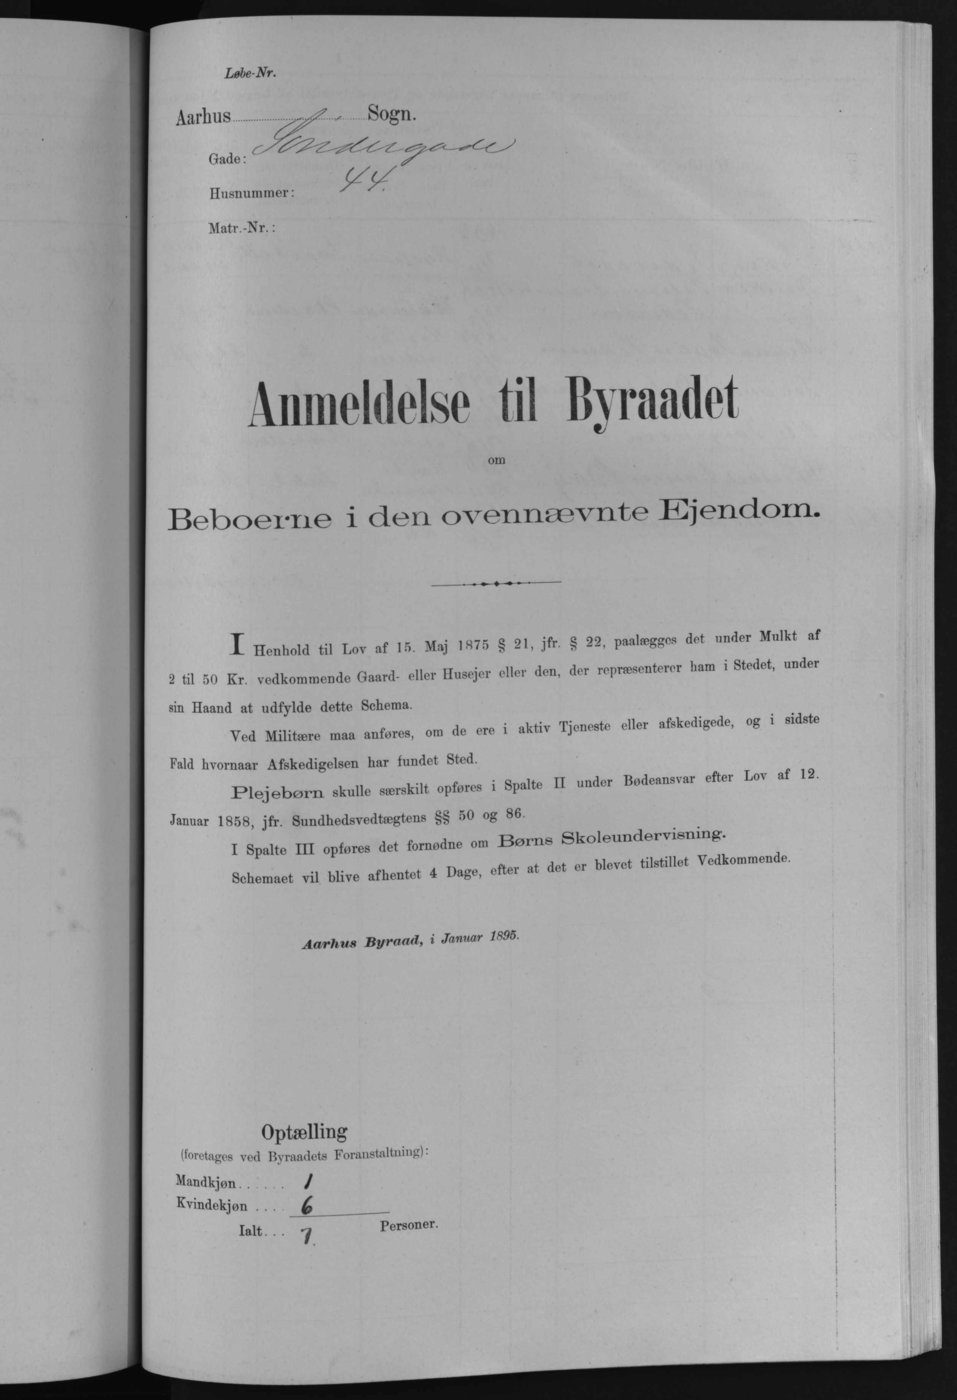 Løbe-Nr.
Aarhus Sogn.
Gade: Søndergade
Husnummer: 44.
Matr.-Nr.:
Anmeldelse til Byraadet
om
Beboerne i den ovennævnte Ejendom.
I Henhold til Lov af 15. Maj 1875 § 21, jfr. § 22, paalægges det under Mulkt af
2 til 50 Kr. vedkommende Gaard- eller Husejer eller den, der repræsenterer ham i Stedet, under
sin Haand at udfylde dette Schema.
Ved Militære maa anføres, om de ere i aktiv Tjeneste eller afskedigede, og i sidste
Fald hvornaar Afskedigelsen har fundet Sted.
Plejebørn skulle særskilt opføres i Spalte II under Bødeansvar efter Lov af 12.
Januar 1858, jfr. Sundhedsvedtægtens §§ 50 og 86.
I Spalte III opføres det fornødne om Børns Skoleundervisning.
Schemaet vil blive afhentet 4 Dage, efter at det er blevet tilstillet Vedkommende.
Aarhus Byraad, i Januar 1895.
Optælling
(foretages ved Byraadets Foranstaltning):
Mandkjøn...... 1
Kvindekjøn .... 6
Ialt... 7. Personer.